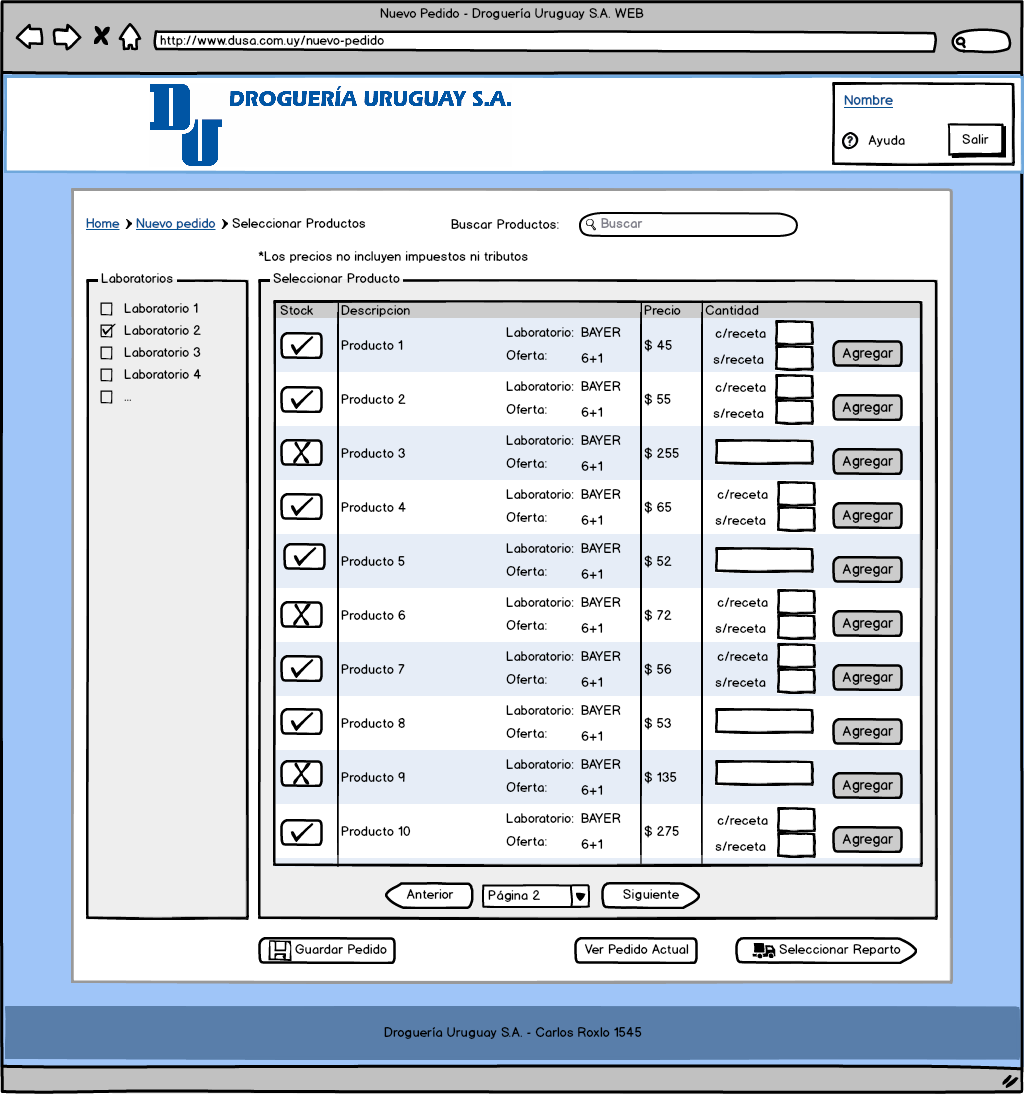 Nuevo Pedido - Droguería Uruguay S.A. WEB
http://www.dusa.com.uy/nuevo-pedido
DU
DROGUERÍA URUGUAY S.A.
Nombre
? Ayuda
Salir
Home > Nuevo pedido > Seleccionar Productos
Buscar Productos:
Buscar
*Los precios no incluyen impuestos ni tributos
Laboratorios
Laboratorio 1
Laboratorio 2
Laboratorio 3
Laboratorio 4
...
Seleccionar Producto
Stock Descripcion Precio Cantidad
Producto 1 Laboratorio: BAYER $ 45 c/receta
Oferta: 6+1 s/receta Agregar
Producto 2 Laboratorio: BAYER $ 55 c/receta
Oferta: 6+1 s/receta Agregar
Producto 3 Laboratorio: BAYER $ 255
Oferta: 6+1 Agregar
Producto 4 Laboratorio: BAYER $ 65 c/receta
Oferta: 6+1 s/receta Agregar
Producto 5 Laboratorio: BAYER $ 52
Oferta: 6+1 Agregar
Producto 6 Laboratorio: BAYER $ 72 c/receta
Oferta: 6+1 s/receta Agregar
Producto 7 Laboratorio: BAYER $ 56 c/receta
Oferta: 6+1 s/receta Agregar
Producto 8 Laboratorio: BAYER $ 53
Oferta: 6+1 Agregar
Producto 9 Laboratorio: BAYER $ 135
Oferta: 6+1 Agregar
Producto 10 Laboratorio: BAYER $ 275 c/receta
Oferta: 6+1 s/receta Agregar
Anterior Página 2 Siguiente
Guardar Pedido Ver Pedido Actual Seleccionar Reparto
Droguería Uruguay S.A. - Carlos Roxlo 1545